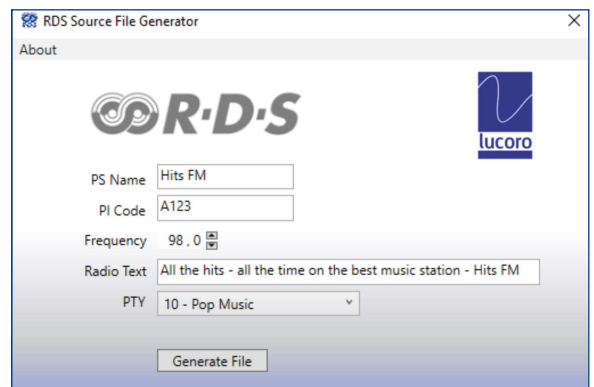 RDS Source File Generator
About
R·D·S
lucoro
PS Name Hits FM
PI Code A123
Frequency 98.0
Radio Text All the hits - all the time on the best music station - Hits FM
PTY 10 - Pop Music
Generate File